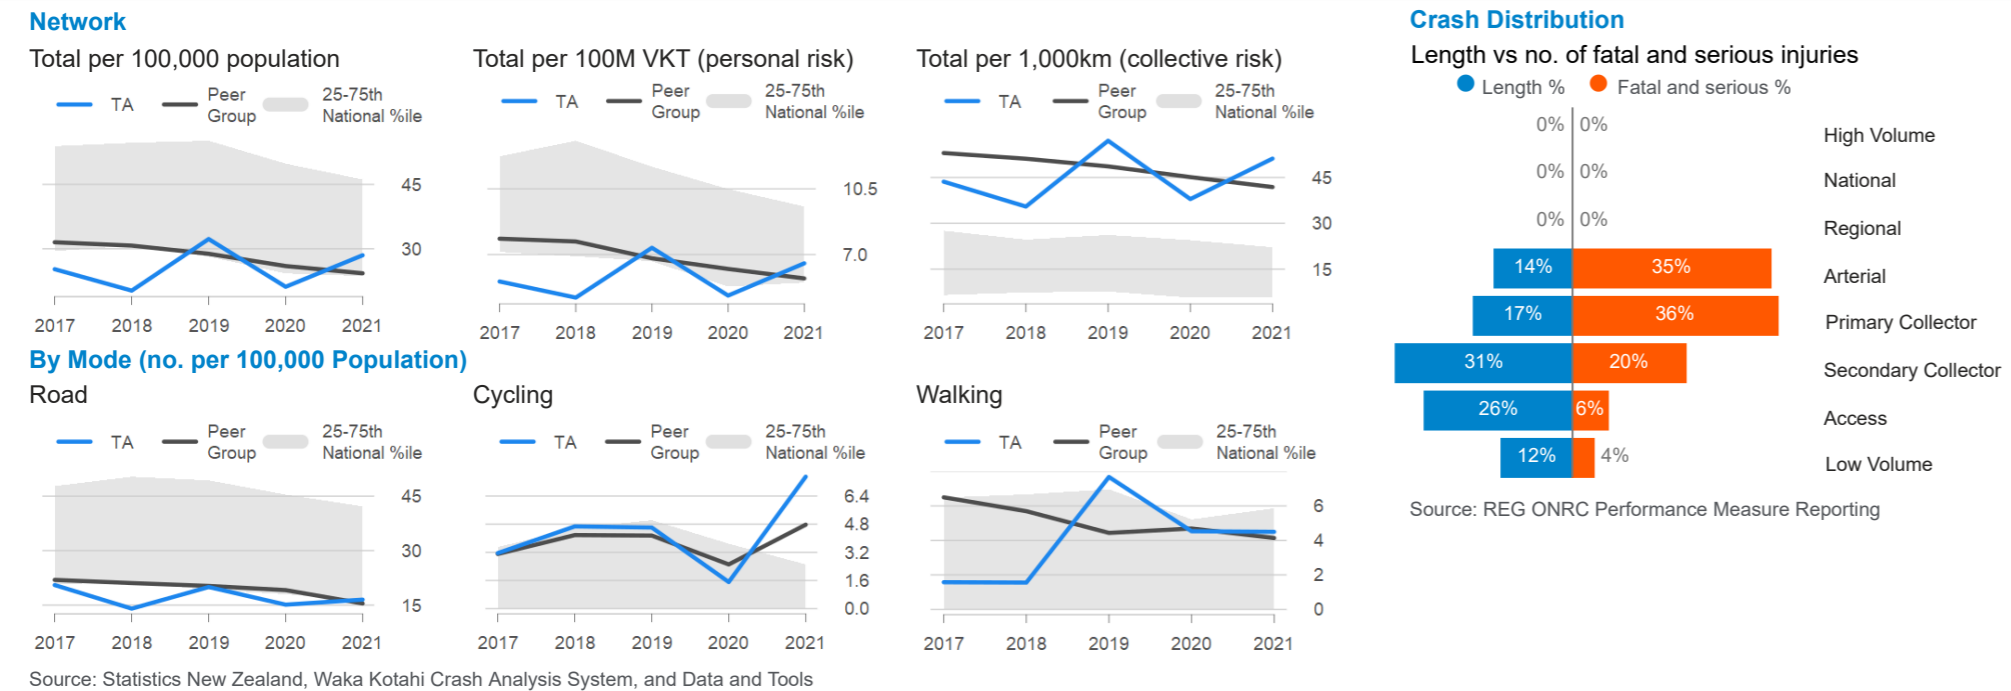 Network
Total per 100,000 population
TA
Peer
Group
25-75th
National %ile
45
30
2017 2018 2019 2020 2021
Total per 100M VKT (personal risk)
TA
Peer
Group
25-75th
National %ile
10.5
7.0
2017 2018 2019 2020 2021
Total per 1,000km (collective risk)
TA
Peer
Group
25-75th
National %ile
45
30
15
2017 2018 2019 2020 2021
By Mode (no. per 100,000 Population)
Road
TA
Peer
Group
25-75th
National %ile
45
30
15
2017 2018 2019 2020 2021
Cycling
TA
Peer
Group
25-75th
National %ile
6.4
4.8
3.2
1.6
0.0
2017 2018 2019 2020 2021
Walking
TA
Peer
Group
25-75th
National %ile
6
4
2
0
2017 2018 2019 2020 2021
Source: Statistics New Zealand, Waka Kotahi Crash Analysis System, and Data and Tools
Crash Distribution
Length vs no. of fatal and serious injuries
Length % Fatal and serious %
0% 0% High Volume
0% 0% National
0% 0% Regional
14% 35% Arterial
17% 36% Primary Collector
31% 20% Secondary Collector
26% 6% Access
12% 4% Low Volume
Source: REG ONRC Performance Measure Reporting